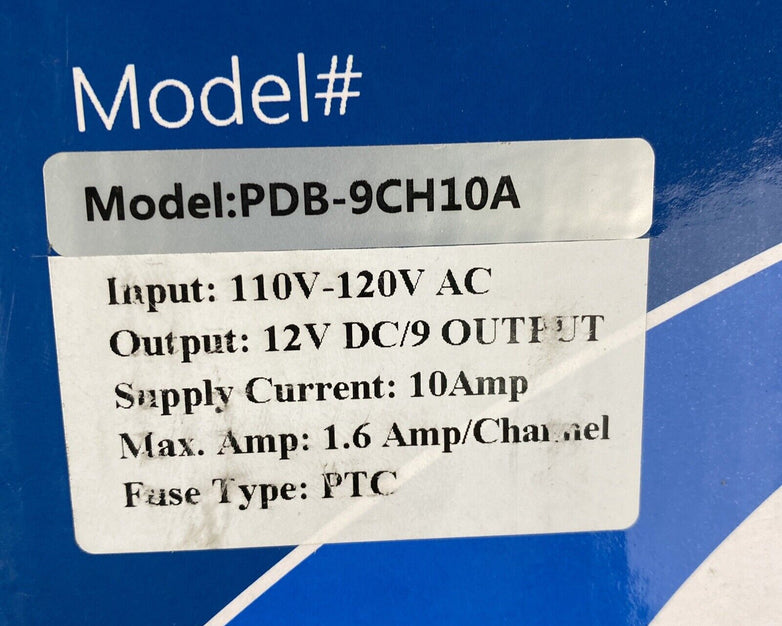 Model#
Model:PDB-9CH10A
Input: 110V-120V AC
Output: 12V DC/9 OUTPUT
Supply Current: 10Amp
Max. Amp: 1.6 Amp/Channel
Fuse Type: PTC